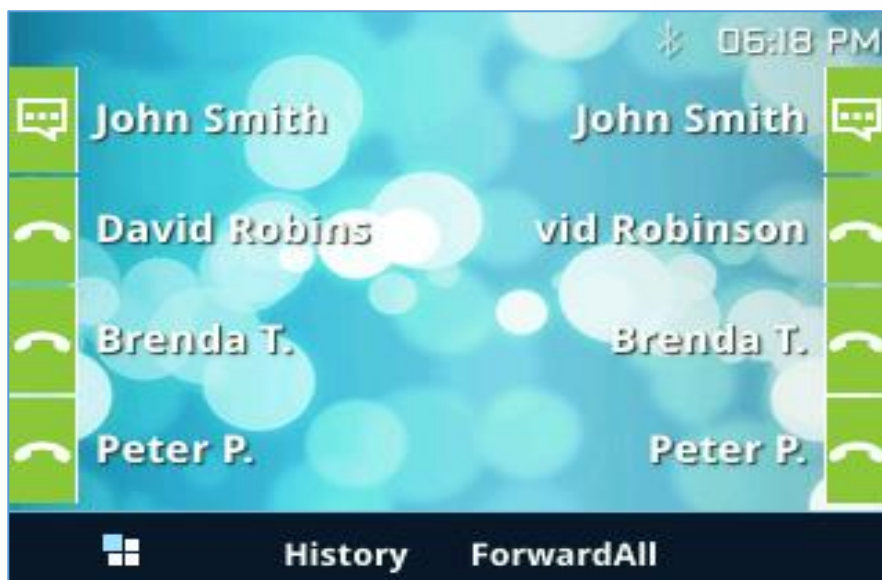 06:18 PM
John Smith John Smith
David Robins vid Robinson
Brenda T. Brenda T.
Peter P. Peter P.
History ForwardAll